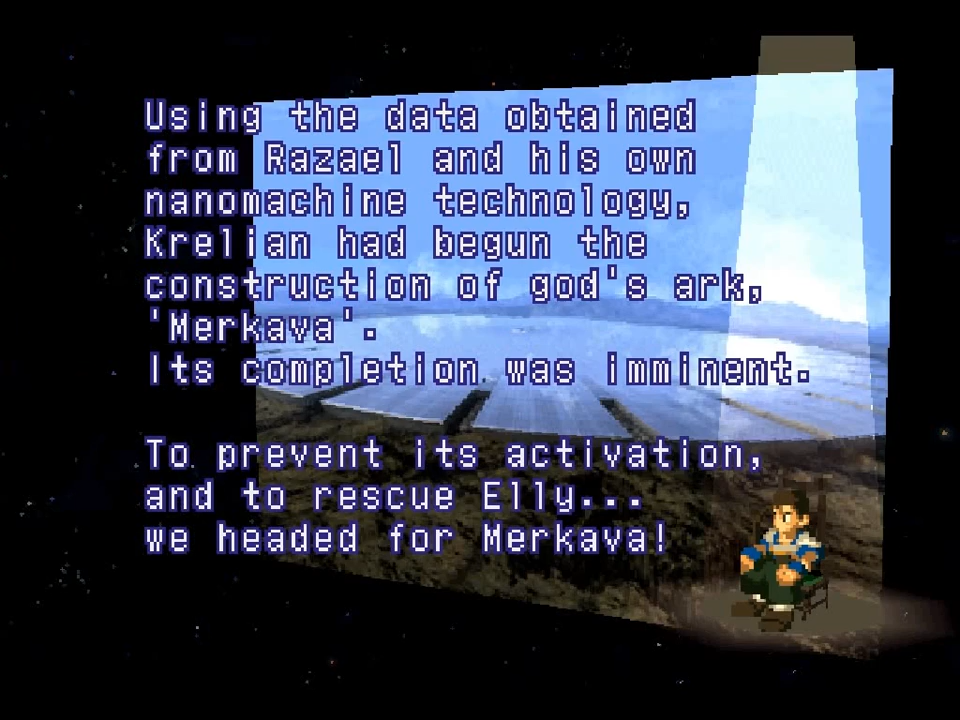 Using the data obtained
from Razael and his own
nanomachine technology,
Krelian had begun the
construction of god's ark,
'Merkava'.
Its completion was imminent.
To prevent its activation,
and to rescue Elly...
we headed for Merkava!